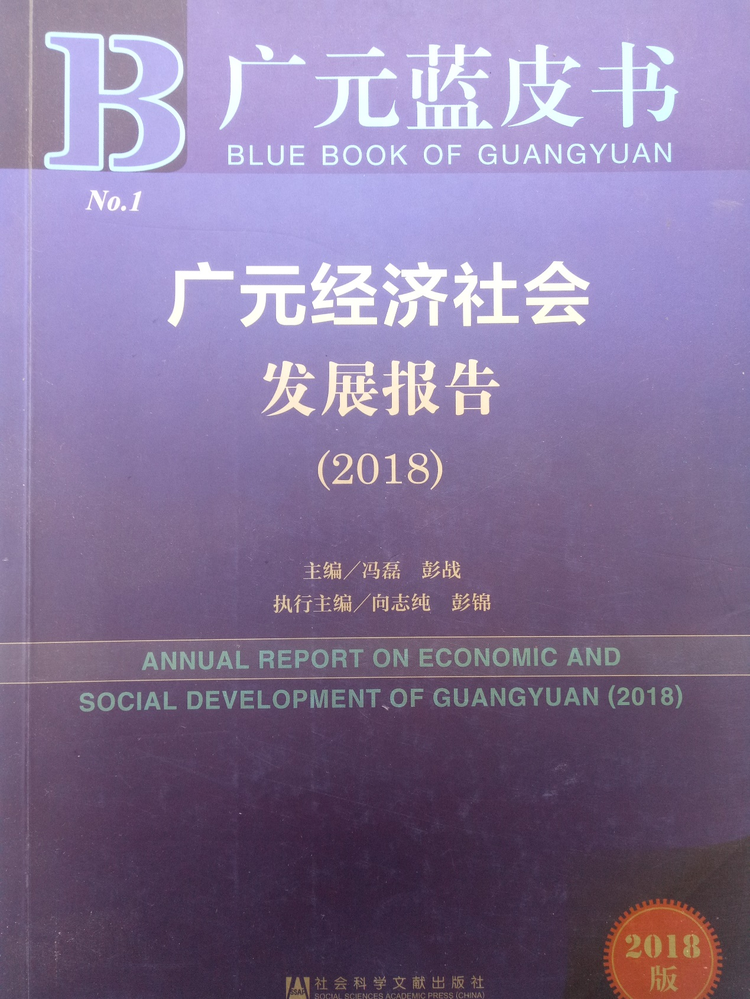 B
广元蓝皮书
BLUE BOOK OF GUANGYUAN
No.1
广元经济社会
发展报告
(2018)
主编／冯磊 彭战
执行主编／向志纯 彭锦
ANNUAL REPORT ON ECONOMIC AND
SOCIAL DEVELOPMENT OF GUANGYUAN (2018)
2018
版
SSAP
社会科学文献出版社
SOCIAL SCIENCES ACADEMIC PRESS (CHINA)